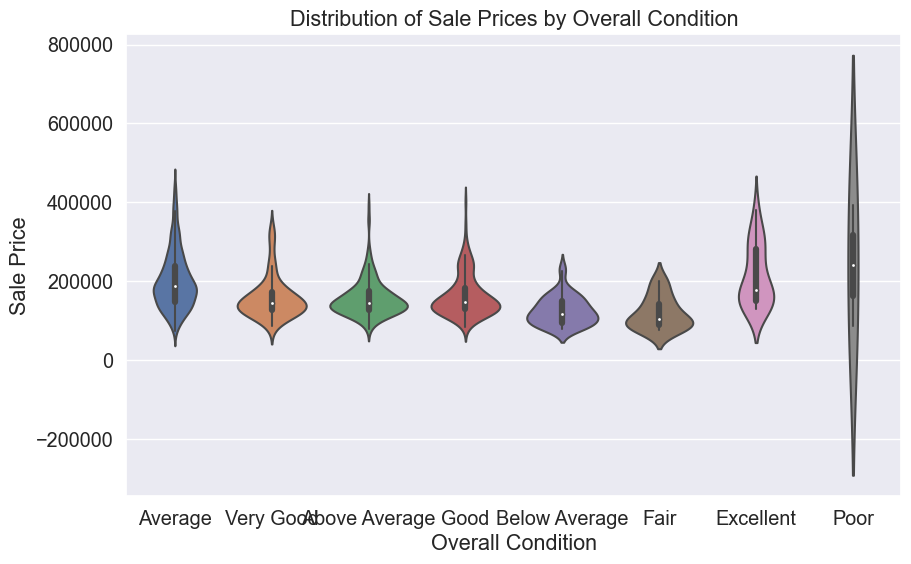 Distribution of Sale Prices by Overall Condition
800000
600000
400000
200000
0
−200000
Sale Price
Average
Very Good
Above Average
Good
Below Average
Fair
Excellent
Poor
Overall Condition